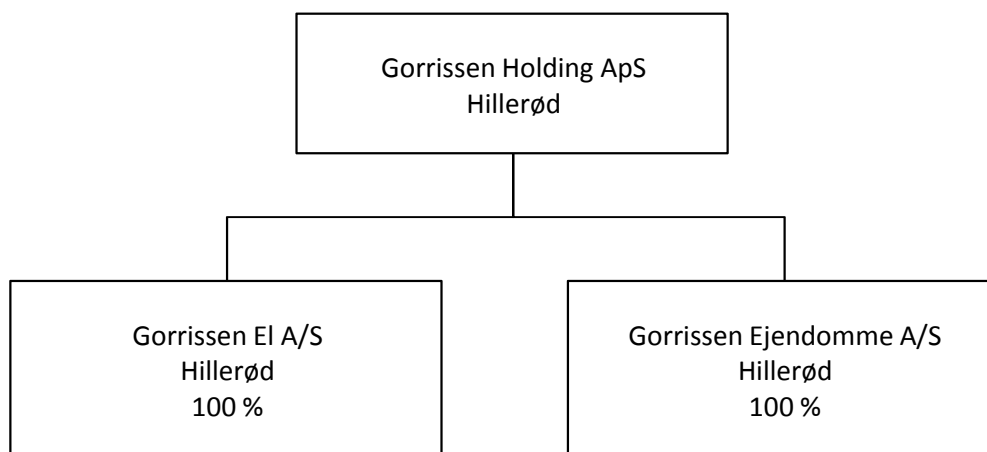 Gorrissen Holding ApS
Hillerød
Gorrissen El A/S
Hillerød
100 %
Gorrissen Ejendomme A/S
Hillerød
100 %